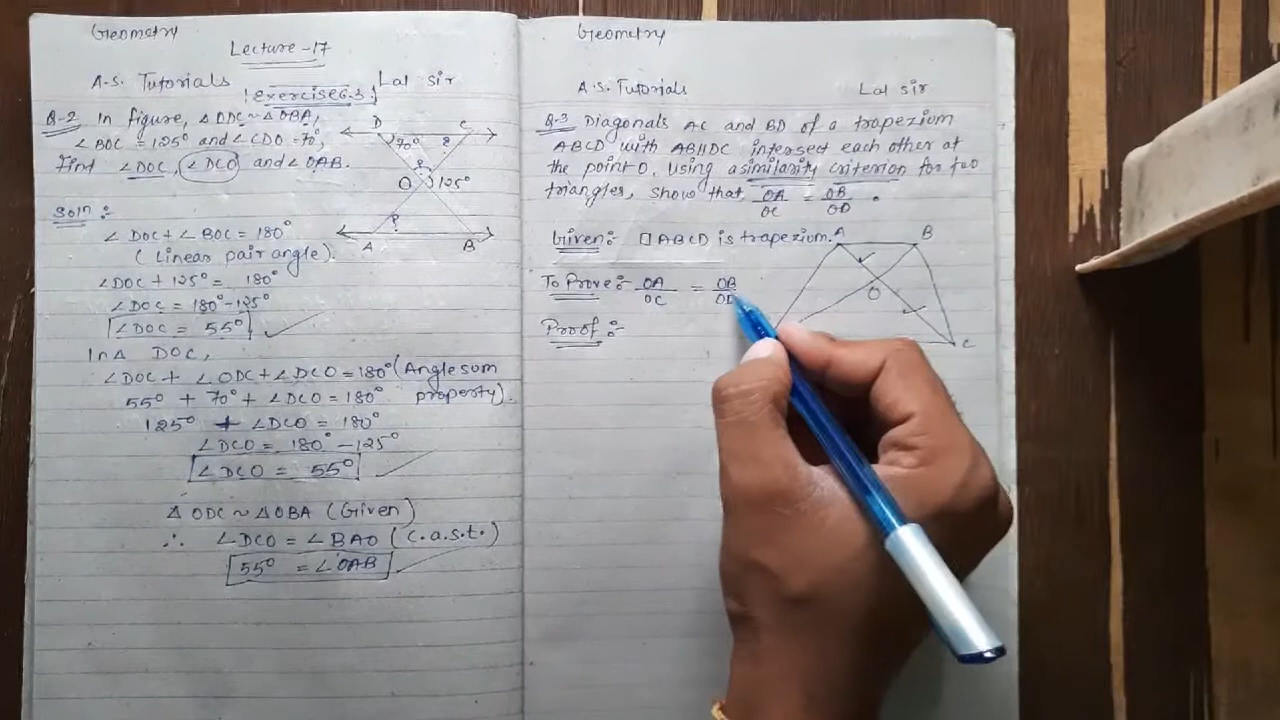 Geometry
Lecture-17
A.S. Tutorials Lal sir
Exercise 6.3
Q-2 In figure, △ODC ~ △OBA,
∠BOC = 125° and ∠CDO = 70°,
Find ∠DOC, ∠DCO and ∠OAB.
D C
70° ?
?
O 125°
?
A B
Soln:-
∠DOC + ∠BOC = 180°
(Linear pair angle).
∠DOC + 125° = 180°
∠DOC = 180° - 125°
∠DOC = 55°
In △ DOC,
∠DOC + ∠ODC + ∠DCO = 180° (Angle sum
55° + 70° + ∠DCO = 180° property).
125° + ∠DCO = 180°
∠DCO = 180° - 125°
∠DCO = 55°
△ODC ~ △OBA (Given)
∴ ∠DCO = ∠BAO (c.a.s.t.)
55° = ∠OAB
Geometry
A.S. Tutorials Lal sir
Q-3 Diagonals AC and BD of a trapezium
ABCD with AB||DC intersect each other at
the point O. Using a similarity criterion for two
triangles, show that OA/OC = OB/OD.
Given:- □ABCD is trapezium.
A B
O
C
To Prove:- OA/OC = OB/OD
Proof:-